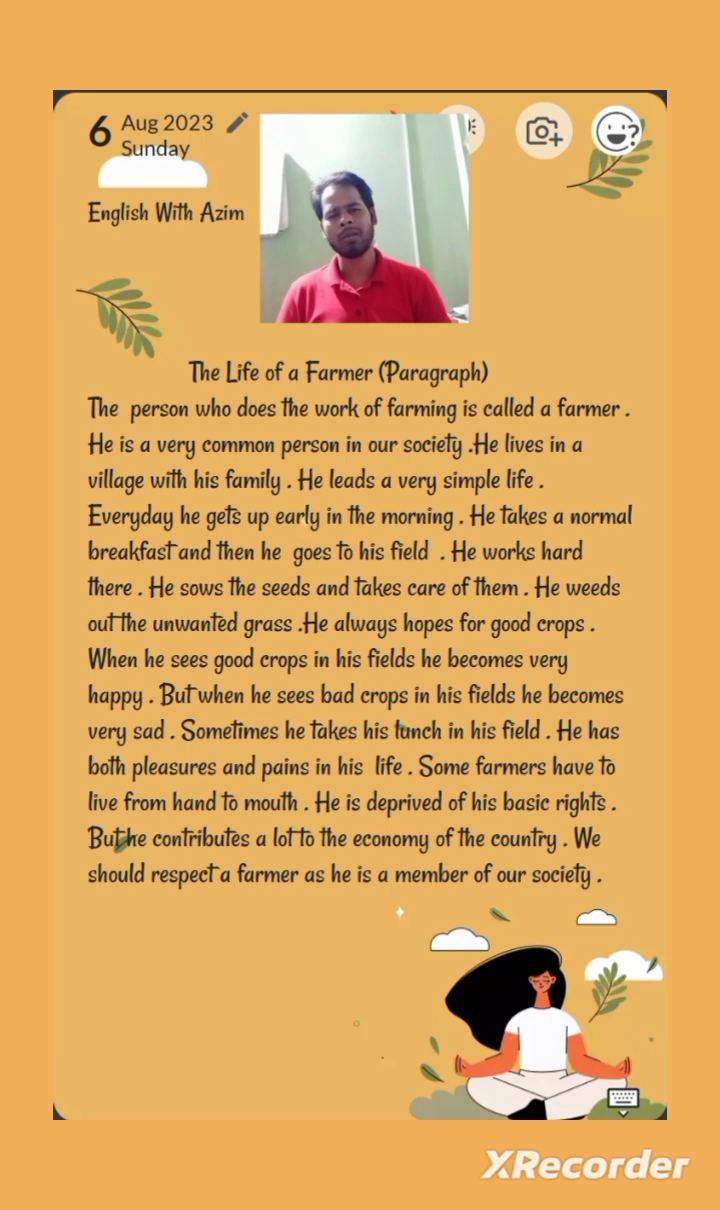 6 Aug 2023
Sunday
English With Azim
The Life of a Farmer (Paragraph)
The person who does the work of farming is called a farmer .
He is a very common person in our society .He lives in a
village with his family . He leads a very simple life .
Everyday he gets up early in the morning . He takes a normal
breakfast and then he goes to his field . He works hard
there . He sows the seeds and takes care of them . He weeds
out the unwanted grass .He always hopes for good crops .
When he sees good crops in his fields he becomes very
happy . But when he sees bad crops in his fields he becomes
very sad . Sometimes he takes his lunch in his field . He has
both pleasures and pains in his life . Some farmers have to
live from hand to mouth . He is deprived of his basic rights .
But he contributes a lot to the economy of the country . We
should respect a farmer as he is a member of our society .
XRecorder